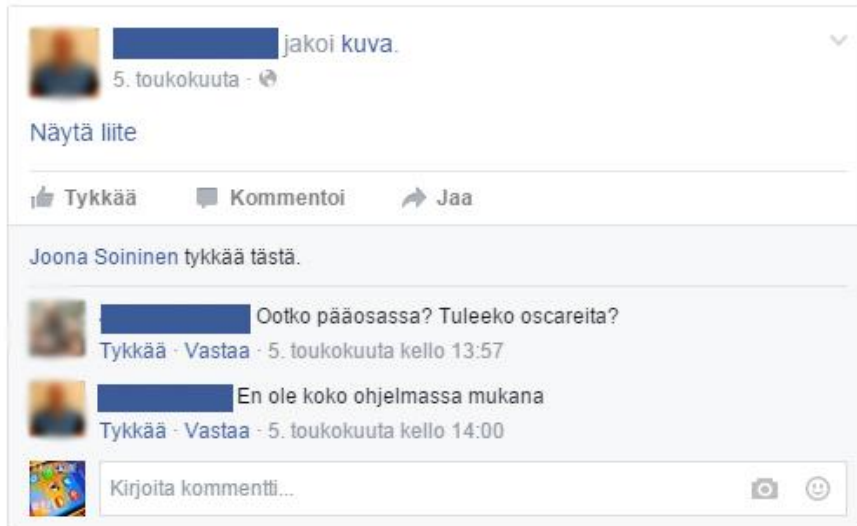 jakoi kuva.
5. toukokuuta ·
Näytä liite
Tykkää Kommentoi Jaa
Joona Soininen tykkää tästä.
Ootko pääosassa? Tuleeko oscareita?
Tykkää · Vastaa · 5. toukokuuta kello 13:57
En ole koko ohjelmassa mukana
Tykkää · Vastaa · 5. toukokuuta kello 14:00
Kirjoita kommentti...